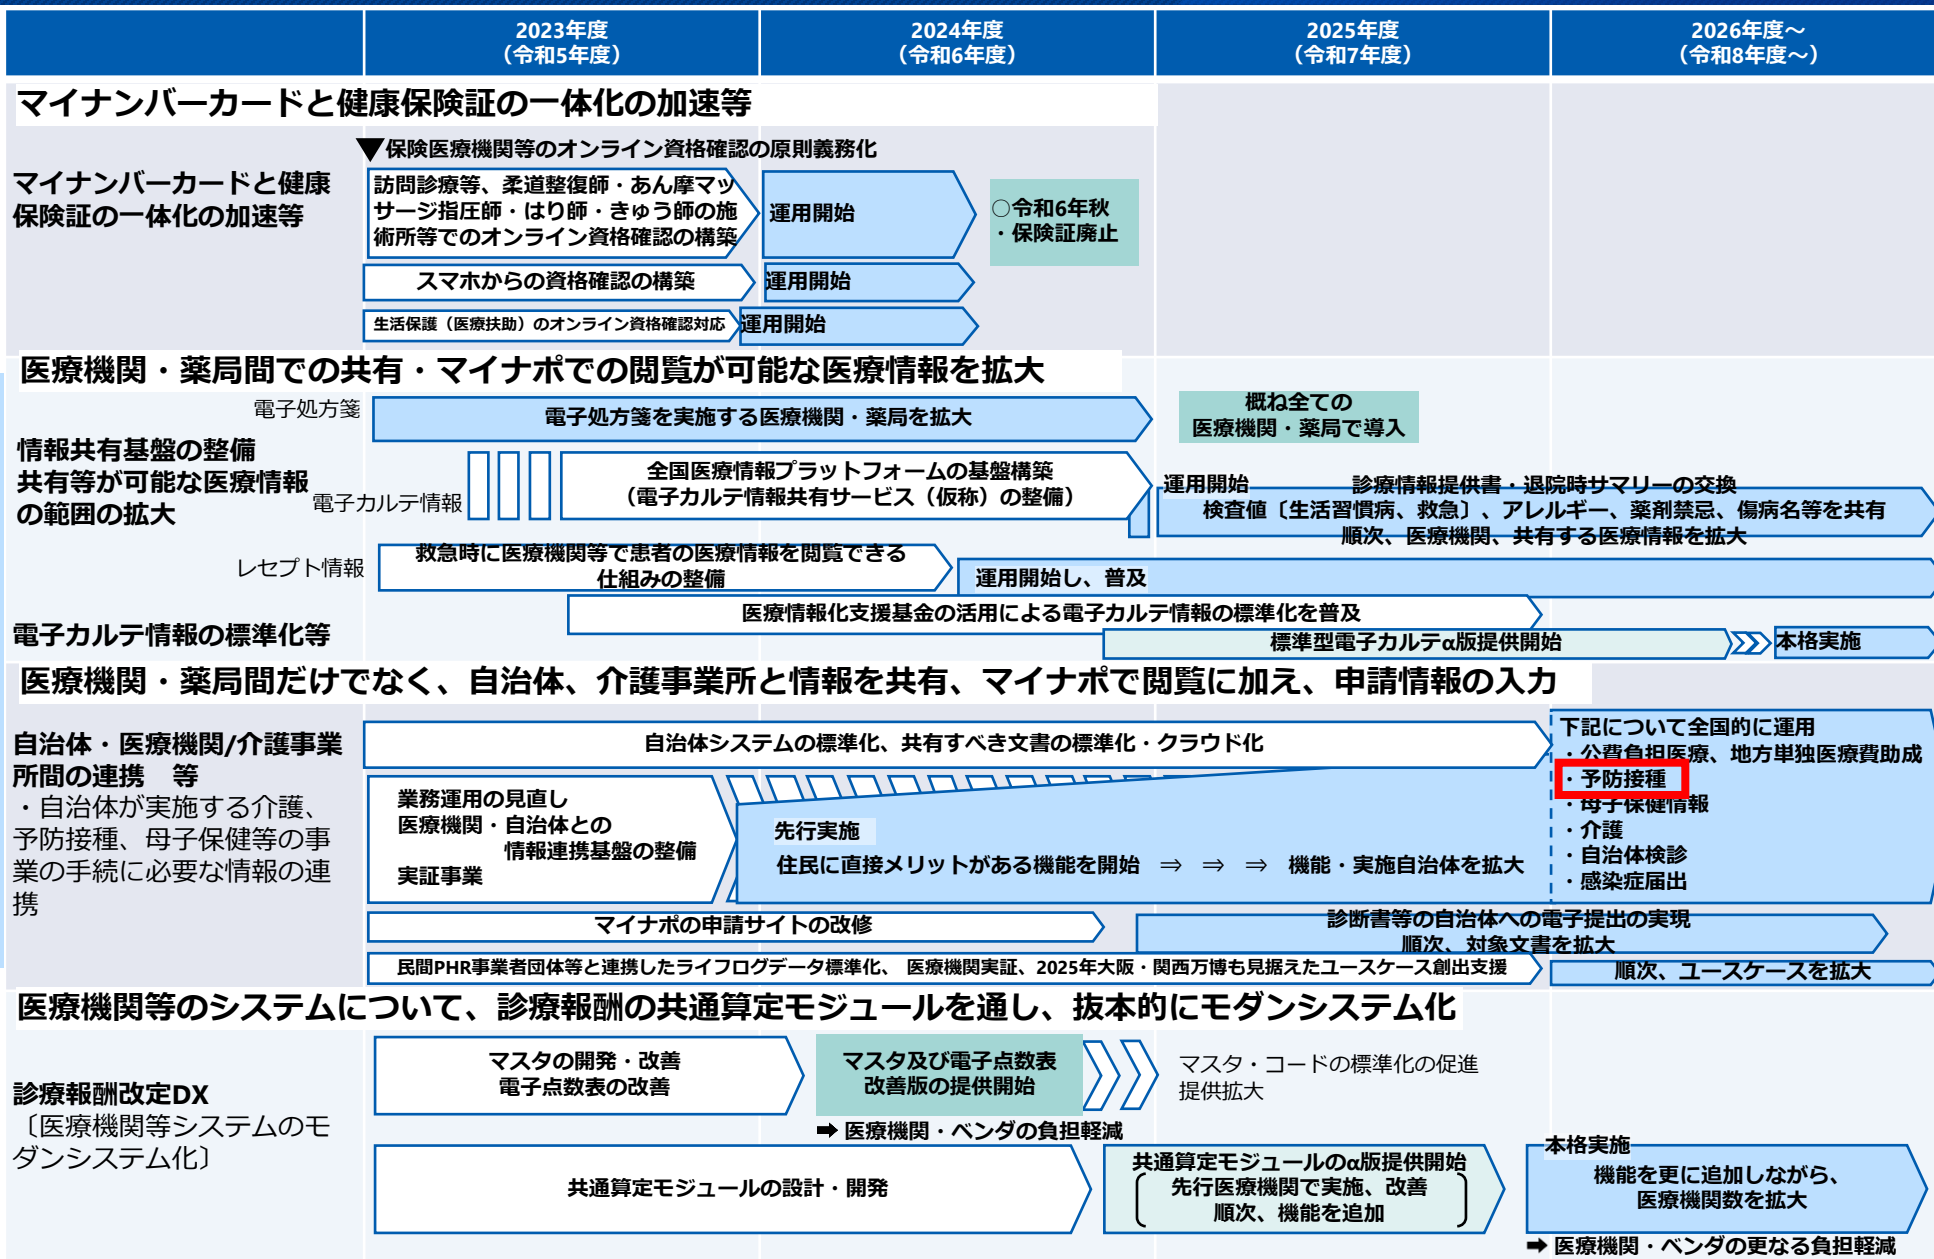 2023年度
（令和5年度）
2024年度
（令和6年度）
2025年度
（令和7年度）
2026年度～
（令和8年度～）
マイナンバーカードと健康保険証の一体化の加速等
マイナンバーカードと健康
保険証の一体化の加速等
▼保険医療機関等のオンライン資格確認の原則義務化
訪問診療等、柔道整復師・あん摩マッ
サージ指圧師・はり師・きゅう師の施
術所等でのオンライン資格確認の構築
運用開始
○令和6年秋
・保険証廃止
スマホからの資格確認の構築
運用開始
生活保護（医療扶助）のオンライン資格確認対応
運用開始
医療機関・薬局間での共有・マイナポでの閲覧が可能な医療情報を拡大
電子処方箋
電子処方箋を実施する医療機関・薬局を拡大
概ね全ての
医療機関・薬局で導入
情報共有基盤の整備
共有等が可能な医療情報
の範囲の拡大
電子カルテ情報
全国医療情報プラットフォームの基盤構築
（電子カルテ情報共有サービス（仮称）の整備）
運用開始
診療情報提供書・退院時サマリーの交換
検査値〔生活習慣病、救急〕、アレルギー、薬剤禁忌、傷病名等を共有
順次、医療機関、共有する医療情報を拡大
レセプト情報
救急時に医療機関等で患者の医療情報を閲覧できる
仕組みの整備
運用開始し、普及
医療情報化支援基金の活用による電子カルテ情報の標準化を普及
電子カルテ情報の標準化等
標準型電子カルテα版提供開始
本格実施
医療機関・薬局間だけでなく、自治体、介護事業所と情報を共有、マイナポで閲覧に加え、申請情報の入力
自治体・医療機関/介護事業
所間の連携　等
・自治体が実施する介護、
予防接種、母子保健等の事
業の手続に必要な情報の連
携
自治体システムの標準化、共有すべき文書の標準化・クラウド化
業務運用の見直し
医療機関・自治体との
情報連携基盤の整備
実証事業
先行実施
住民に直接メリットがある機能を開始　⇒　⇒　⇒　機能・実施自治体を拡大
下記について全国的に運用
・公費負担医療、地方単独医療費助成
・予防接種
・母子保健情報
・介護
・自治体検診
・感染症届出
マイナポの申請サイトの改修
診断書等の自治体への電子提出の実現
順次、対象文書を拡大
民間PHR事業者団体等と連携したライフログデータ標準化、 医療機関実証、2025年大阪・関西万博も見据えたユースケース創出支援
順次、ユースケースを拡大
医療機関等のシステムについて、診療報酬の共通算定モジュールを通し、抜本的にモダンシステム化
診療報酬改定DX
〔医療機関等システムのモ
ダンシステム化〕
マスタの開発・改善
電子点数表の改善
マスタ及び電子点数表
改善版の提供開始
マスタ・コードの標準化の促進
提供拡大
➡ 医療機関・ベンダの負担軽減
共通算定モジュールの設計・開発
共通算定モジュールのα版提供開始
先行医療機関で実施、改善
順次、機能を追加
本格実施
機能を更に追加しながら、
医療機関数を拡大
➡ 医療機関・ベンダの更なる負担軽減